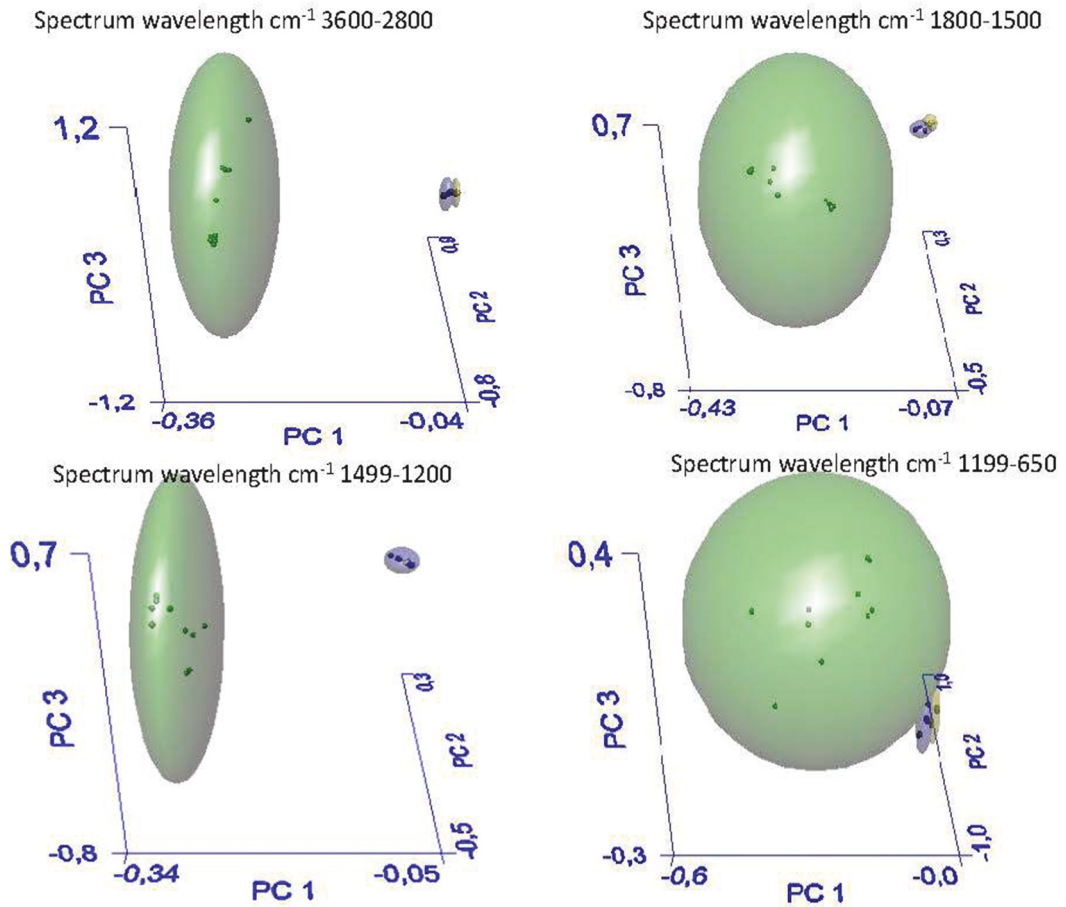 Spectrum wavelength cm-1 3600-2800
1,2
PC 3
-1,2
-0,36
PC 1
-0,04
0,8
PC 2
-0,8
Spectrum wavelength cm-1 1800-1500
0,7
PC 3
-0,8
-0,43
PC 1
-0,07
0,3
PC 2
-0,5
Spectrum wavelength cm-1 1499-1200
0,7
PC 3
-0,8
-0,34
PC 1
-0,05
0,3
PC 2
-0,5
Spectrum wavelength cm-1 1199-650
0,4
PC 3
-0,3
-0,6
PC 1
-0,0
1,0
PC 2
-1,0